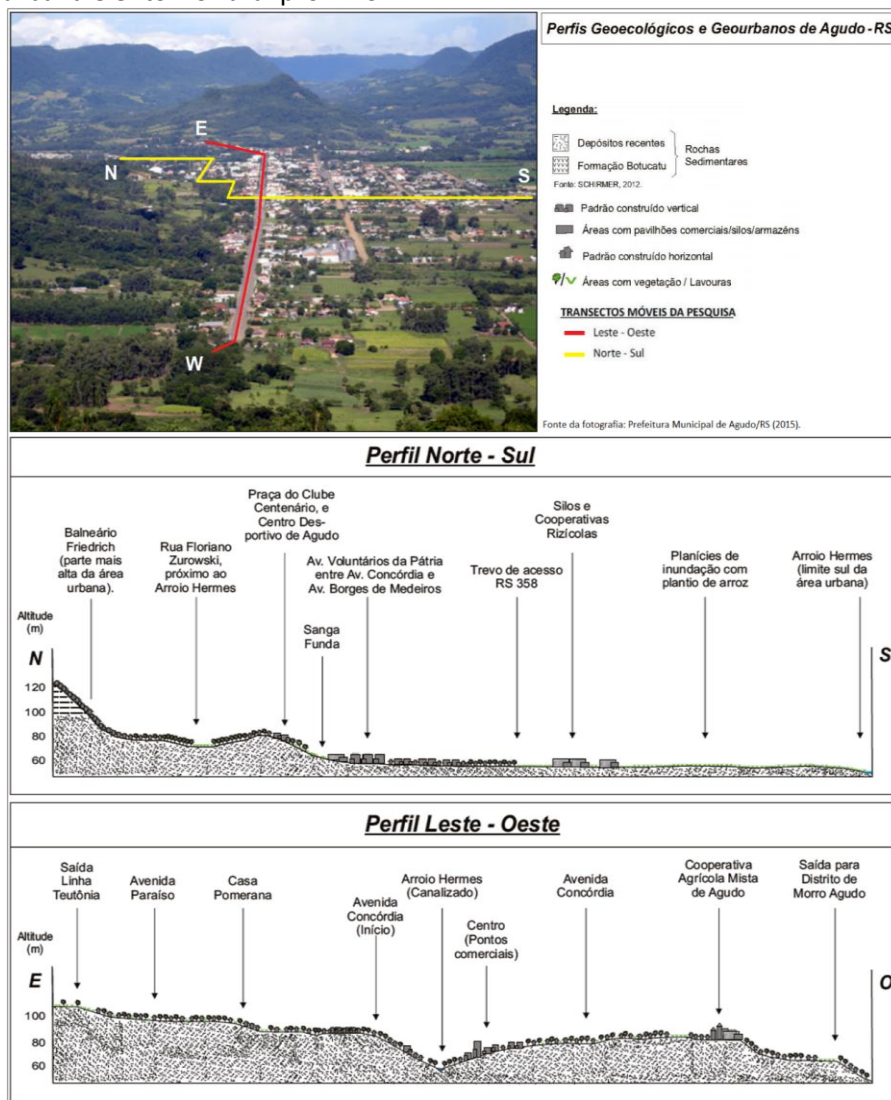 Perfis Geoecológicos e Geourbanos de Agudo-RS
E
N
S
W
Legenda:
Depósitos recentes
Formação Botucatu
Rochas
Sedimentares
Fonte: SCHIRMER, 2012.
Padrão construído vertical
Áreas com pavilhões comerciais/silos/armazéns
Padrão construído horizontal
Áreas com vegetação / Lavouras
TRANSECTOS MÓVEIS DA PESQUISA
Leste - Oeste
Norte - Sul
Fonte da fotografia: Prefeitura Municipal de Agudo/RS (2015).
Perfil Norte - Sul
Balneário
Friedrich
(parte mais
alta da área
urbana).
Rua Floriano
Zurowski,
próximo ao
Arroio Hermes
Praça do Clube
Centenário, e
Centro Des-
portivo de Agudo
Sanga
Funda
Av. Voluntários da Pátria
entre Av. Concórdia e
Av. Borges de Medeiros
Trevo de acesso
RS 358
Silos e
Cooperativas
Rizícolas
Planícies de
inundação com
plantio de arroz
Arroio Hermes
(limite sul da
área urbana)
Altitude
(m)
N
S
120
100
80
60
Perfil Leste - Oeste
Saída
Linha
Teutônia
Avenida
Paraíso
Casa
Pomerana
Avenida
Concórdia
(Início)
Arroio Hermes
(Canalizado)
Centro
(Pontos
comerciais)
Avenida
Concórdia
Cooperativa
Agrícola Mista
de Agudo
Saída para
Distrito de
Morro Agudo
Altitude
(m)
E
O
100
80
60